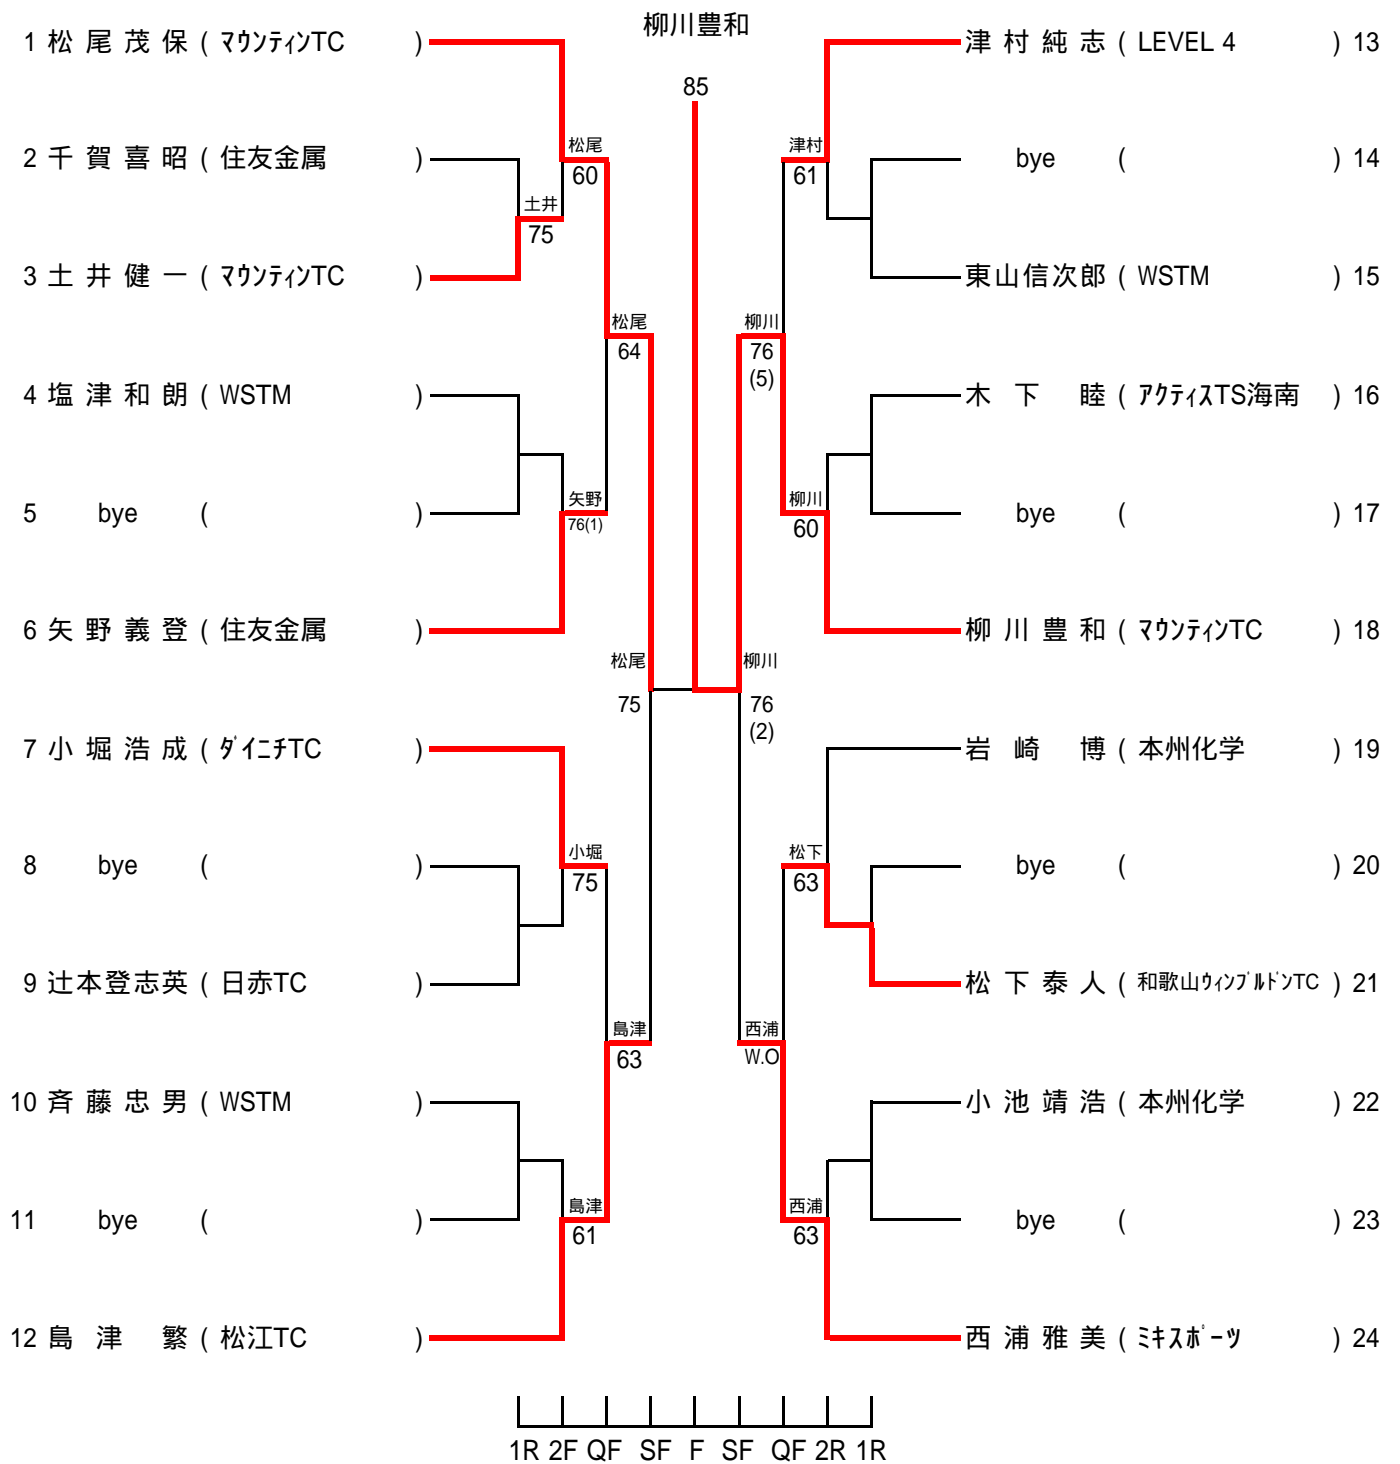 柳川豊和
1 松尾茂保 ( マウンティンTC ) 津村純志 ( LEVEL 4 ) 13
85
松尾 津村
2 千賀喜昭 ( 住友金属 ) 60 61 bye ( ) 14
土井
75
3 土井健一 ( マウンティンTC ) 東山信次郎 ( WSTM ) 15
松尾 柳川
64 76
(5)
4 塩津和朗 ( WSTM ) 木下 睦 ( アクティスTS海南 ) 16
矢野 柳川
5 bye ( ) 76(1) 60 bye ( ) 17
6 矢野義登 ( 住友金属 ) 柳川豊和 ( マウンティンTC ) 18
松尾 柳川
75 76
(2)
7 小堀浩成 ( ダイニチTC ) 岩崎 博 ( 本州化学 ) 19
小堀 松下
8 bye ( ) 75 63 bye ( ) 20
9 辻本登志英 ( 日赤TC ) 松下泰人 ( 和歌山ウィンブルドンTC ) 21
島津 西浦
63 W.O
10 斉藤忠男 ( WSTM ) 小池靖浩 ( 本州化学 ) 22
島津 西浦
11 bye ( ) 61 63 bye ( ) 23
12 島津 繁 ( 松江TC ) 西浦雅美 ( ミキスポーツ ) 24
1R 2F QF SF F SF QF 2R 1R